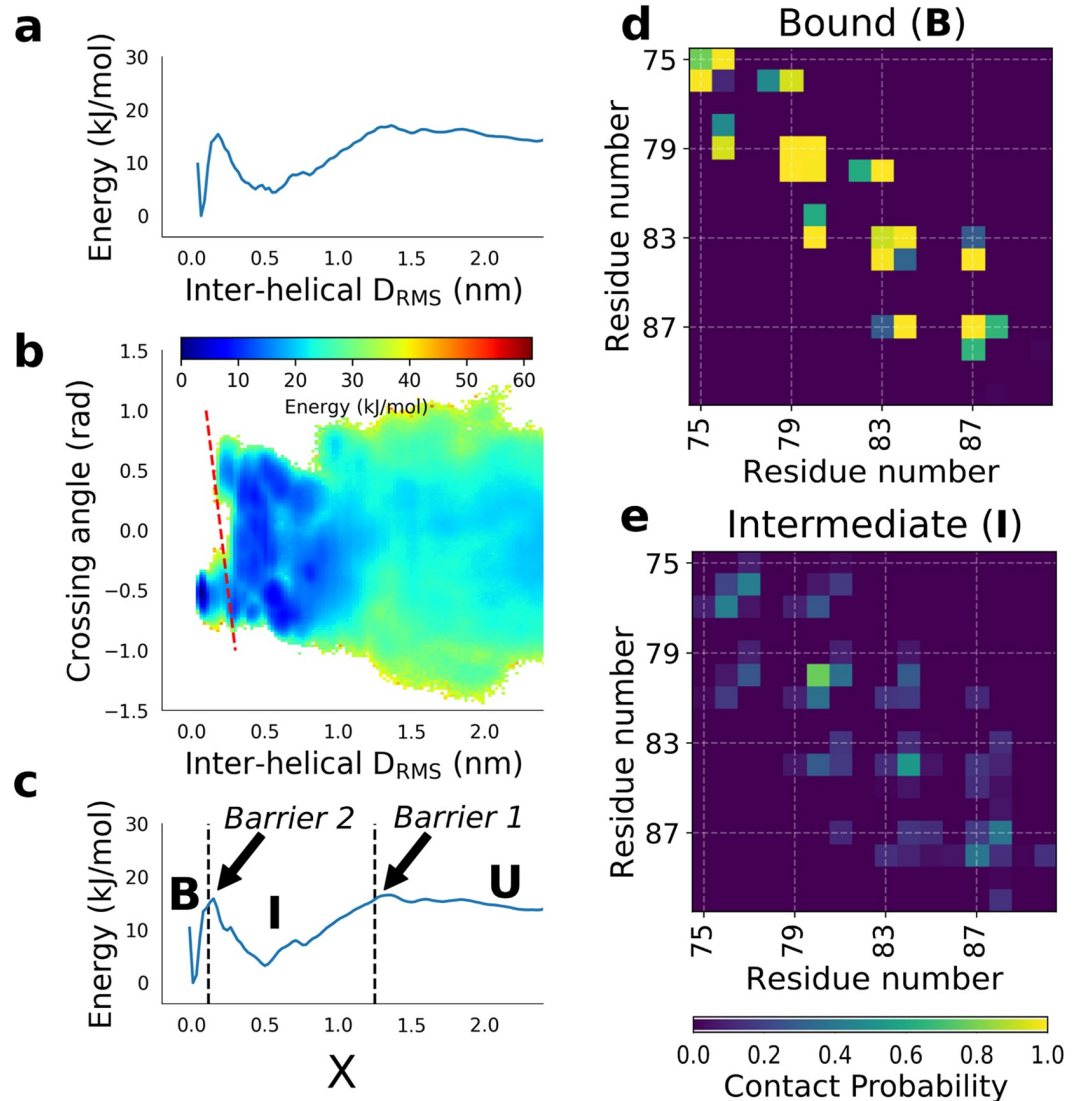 a
30
20
10
0
Energy (kJ/mol)
0.0 0.5 1.0 1.5 2.0
Inter-helical D_RMS (nm)
b
1.5
1.0
0.5
0.0
−0.5
−1.0
−1.5
Crossing angle (rad)
0 10 20 30 40 50 60
Energy (kJ/mol)
0.0 0.5 1.0 1.5 2.0
Inter-helical D_RMS (nm)
c
30
20
10
0
Energy (kJ/mol)
Barrier 2 Barrier 1
B I U
0.0 0.5 1.0 1.5 2.0
X
d
Bound (B)
75
79
83
87
Residue number
75 79 83 87
Residue number
e
Intermediate (I)
75
79
83
87
Residue number
75 79 83 87
Residue number
0.0 0.2 0.4 0.6 0.8 1.0
Contact Probability